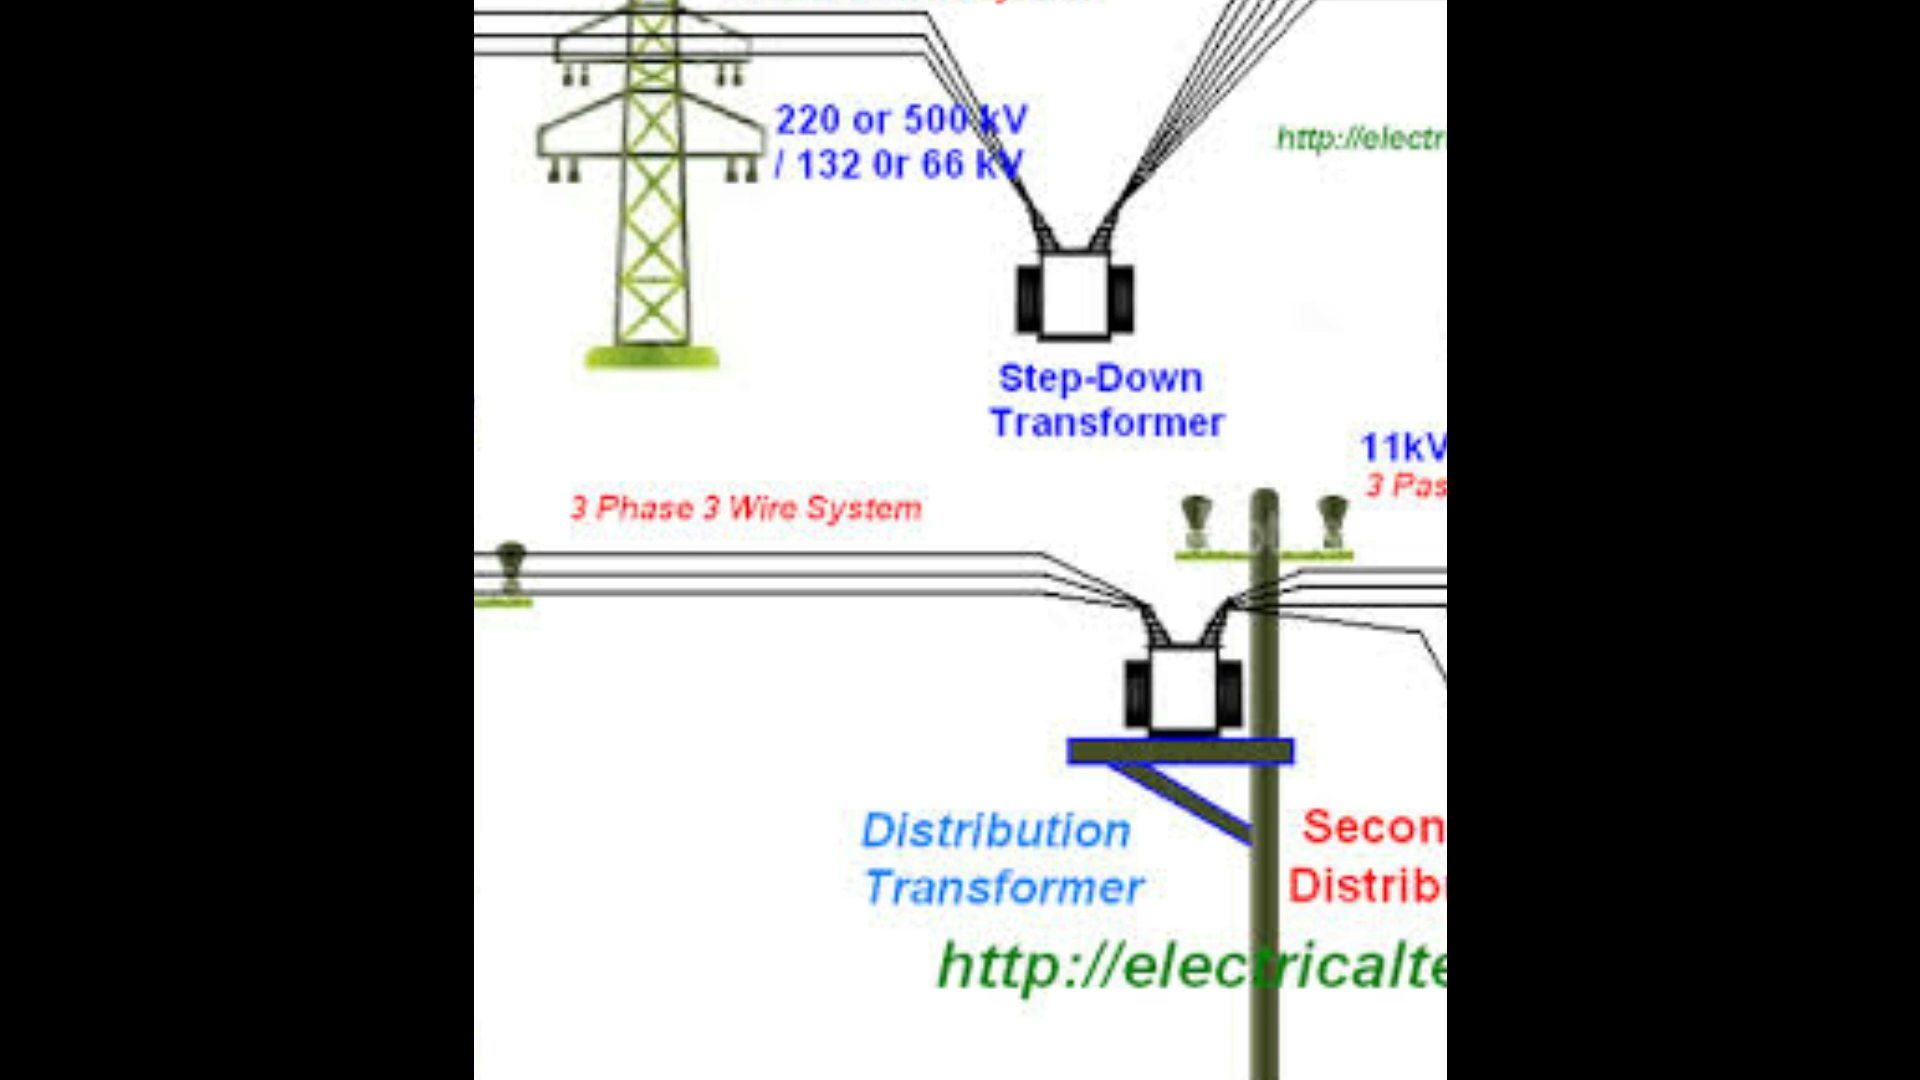 220 or 500 kV
/ 132 0r 66 kV
http://electr
Step-Down
Transformer
11kV
3 Pas
3 Phase 3 Wire System
Distribution
Transformer
Secon
Distrib
http://electricalte